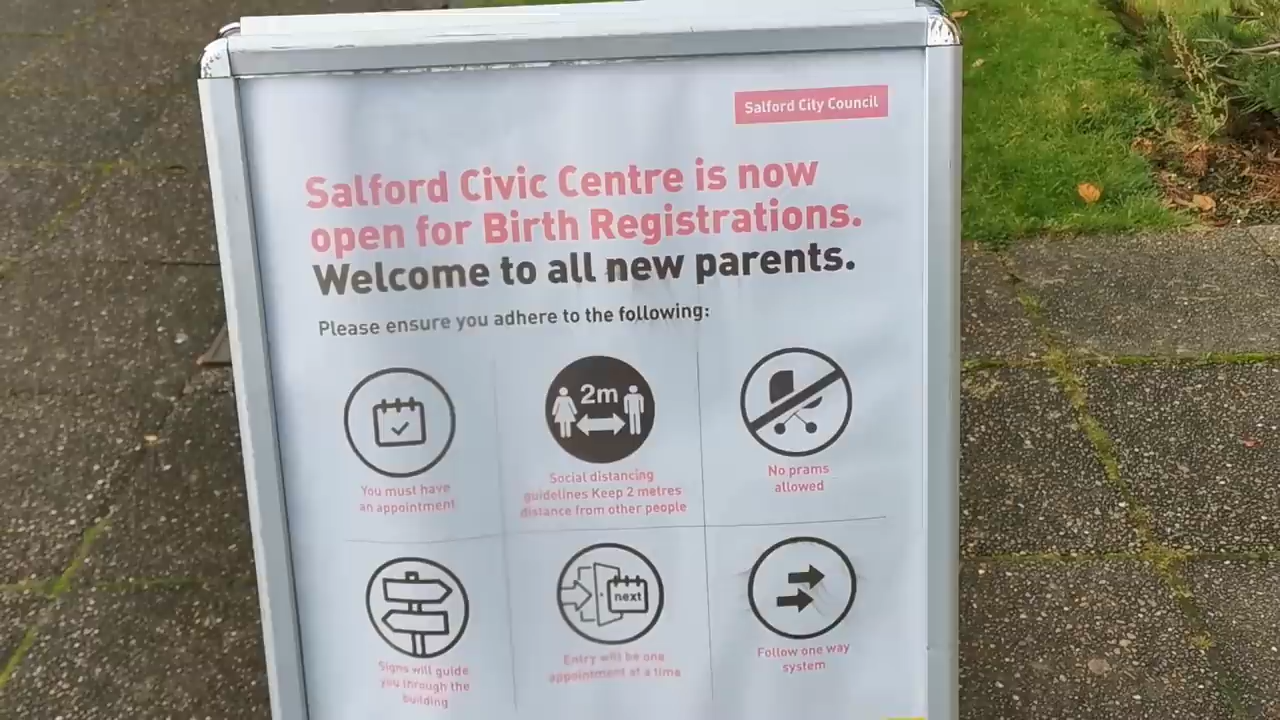 Salford City Council
Salford Civic Centre is now
open for Birth Registrations.
Welcome to all new parents.
Please ensure you adhere to the following:
2m
You must have
an appointment
Social distancing
guidelines Keep 2 metres
distance from other people
No prams
allowed
next
Signs will guide
you through the
building
Entry will be one
appointment at a time
Follow one way
system